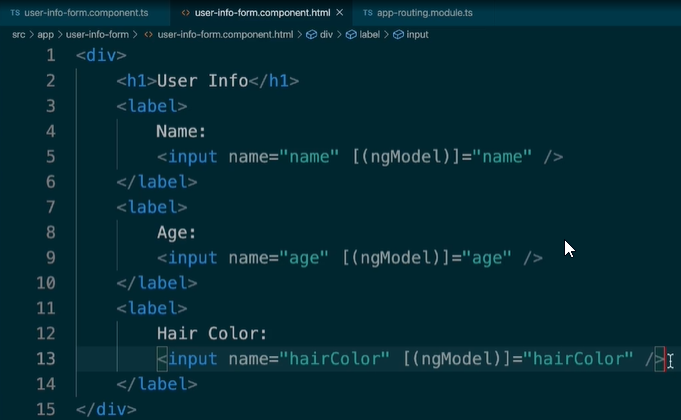 TS user-info-form.component.ts <> user-info-form.component.html × TS app-routing.module.ts
src > app > user-info-form > <> user-info-form.component.html > div > label > input
1 <div>
2 <h1>User Info</h1>
3 <label>
4 Name:
5 <input name="name" [(ngModel)]="name" />
6 </label>
7 <label>
8 Age:
9 <input name="age" [(ngModel)]="age" />
10 </label>
11 <label>
12 Hair Color:
13 <input name="hairColor" [(ngModel)]="hairColor" />
14 </label>
15 </div>